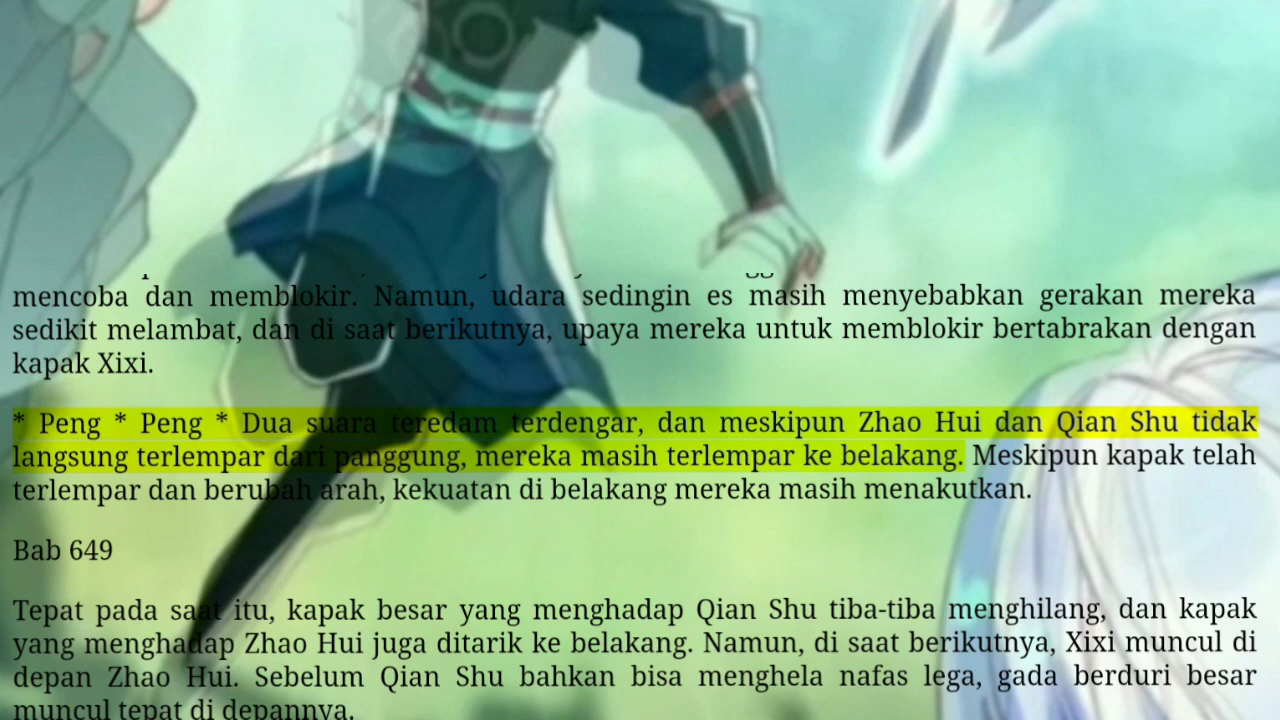 mencoba dan memblokir. Namun, udara sedingin es masih menyebabkan gerakan mereka
sedikit melambat, dan di saat berikutnya, upaya mereka untuk memblokir bertabrakan dengan
kapak Xixi.
* Peng * Peng * Dua suara teredam terdengar, dan meskipun Zhao Hui dan Qian Shu tidak
langsung terlempar dari panggung, mereka masih terlempar ke belakang. Meskipun kapak telah
terlempar dan berubah arah, kekuatan di belakang mereka masih menakutkan.
Bab 649
Tepat pada saat itu, kapak besar yang menghadap Qian Shu tiba-tiba menghilang, dan kapak
yang menghadap Zhao Hui juga ditarik ke belakang. Namun, di saat berikutnya, Xixi muncul di
depan Zhao Hui. Sebelum Qian Shu bahkan bisa menghela nafas lega, gada berduri besar
muncul tepat di depannya.